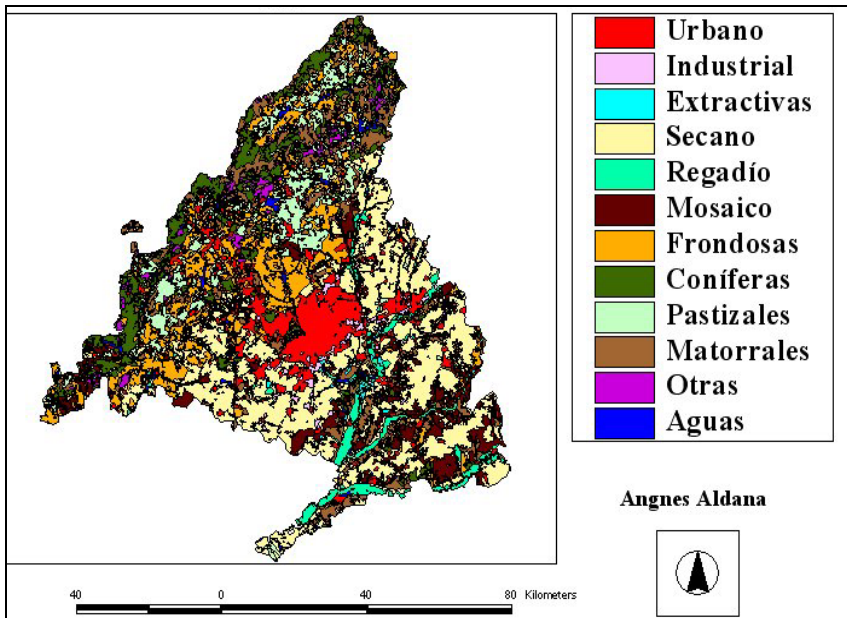 Urbano
Industrial
Extractivas
Secano
Regadío
Mosaico
Frondosas
Coníferas
Pastizales
Matorrales
Otras
Aguas
Angnes Aldana
40 0 40 80 Kilometers